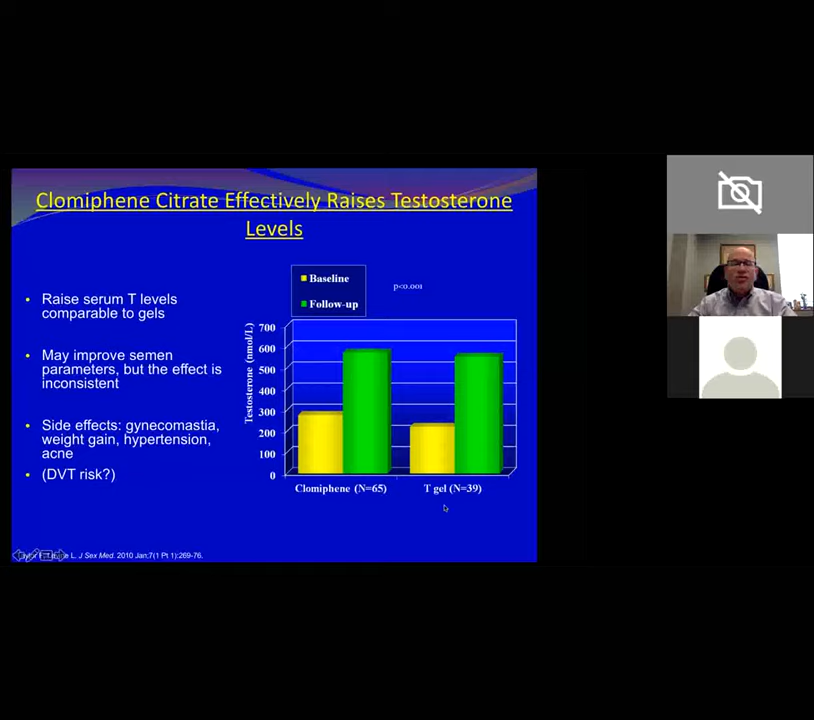 Clomiphene Citrate Effectively Raises Testosterone
Levels
• Raise serum T levels
comparable to gels
• May improve semen
parameters, but the effect is
inconsistent
• Side effects: gynecomastia,
weight gain, hypertension,
acne
• (DVT risk?)
Baseline
Follow-up
p<0.001
Testosterone (nmol/L)
700
600
500
400
300
200
100
0
Clomiphene (N=65)
T gel (N=39)
L. J Sex Med. 2010 Jan;7(1 Pt 1):269-76.